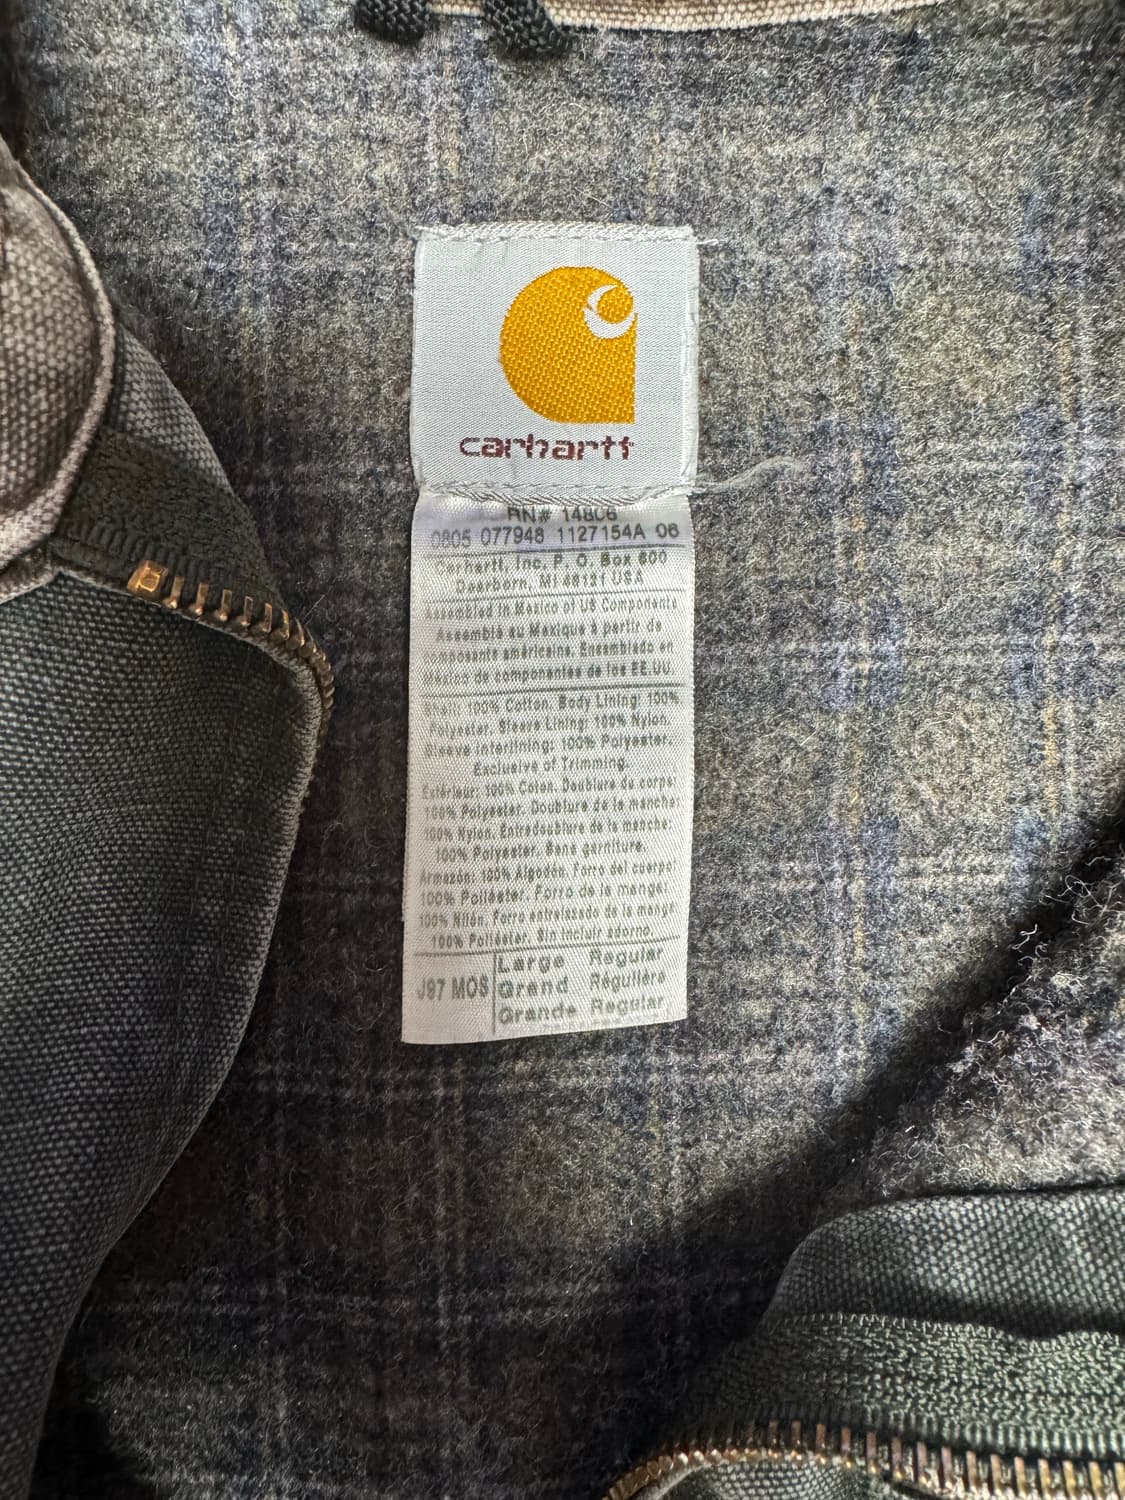 carhartt
RN# 14806
0805 077948 1127154A 06
Carhartt, Inc. P. O. Box 600
Dearborn, MI 48121 USA
Assembled in Mexico of US Components
Assemblé au Mexique à partir de
composants américains. Ensamblado en
Mexico de componentes de los EE.UU.
Shell: 100% Cotton. Body Lining: 100%
Polyester. Sleeve Lining: 100% Nylon.
Sleeve Interlining: 100% Polyester.
Exclusive of Trimming.
Extérieur: 100% Coton. Doublure du corps:
100% Polyester. Doublure de la manche:
100% Nylon. Entredoublure de la manche:
100% Polyester. Sans garniture.
Armazón: 100% Algodon. Forro del cuerpo:
100% Poliéster. Forro de la manga:
100% Nilón. Forro entrelazado de la manga
100% Poliéster. Sin incluir adorno.
J97 MOS
Large Regular
Grand Régulière
Grande Regular